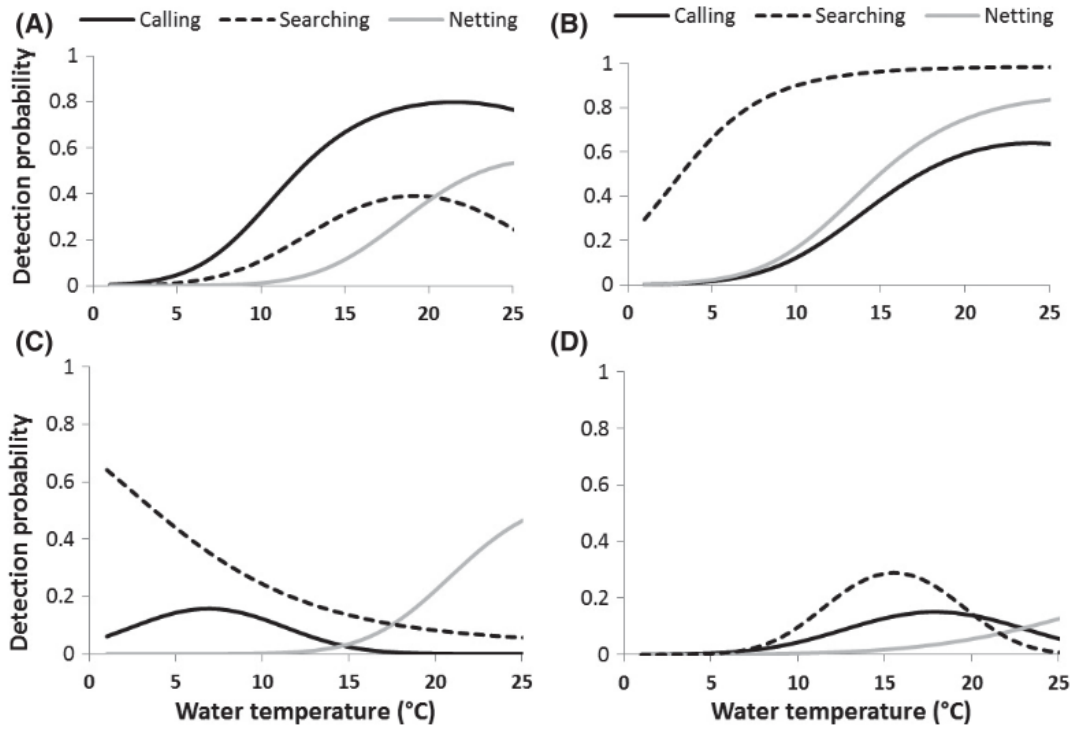 (A) Calling Searching Netting
1
0.8
0.6
0.4
0.2
0
0 5 10 15 20 25
Detection probability
(B) Calling Searching Netting
1
0.8
0.6
0.4
0.2
0
0 5 10 15 20 25
(C)
1
0.8
0.6
0.4
0.2
0
0 5 10 15 20 25
Detection probability
Water temperature (°C)
(D)
1
0.8
0.6
0.4
0.2
0
0 5 10 15 20 25
Water temperature (°C)